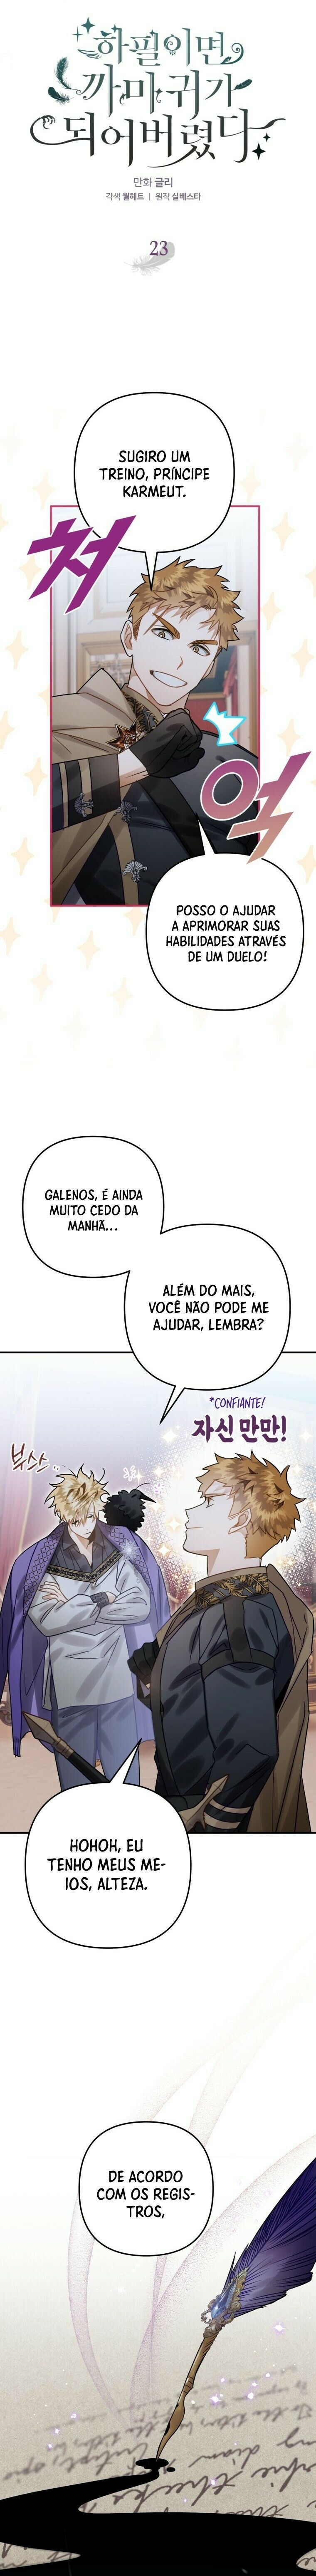 하필이면
까마귀가
되어버렸다
만화 글리
각색 월헤트 | 원작 실베스타
23
SUGIRO UM
TREINO, PRÍNCIPE
KARMEUT.
척
억
POSSO O AJUDAR
A APRIMORAR SUAS
HABILIDADES ATRAVÉS
DE UM DUELO!
GALENOS, É AINDA
MUITO CEDO DA
MANHÃ...
ALÉM DO MAIS,
VOCÊ NÃO PODE ME
AJUDAR, LEMBRA?
*CONFIANTE!
자신만만!
부스스..
HOHOH, EU
TENHO MEUS ME-
IOS, ALTEZA.
DE ACORDO
COM OS REGIS-
TROS,